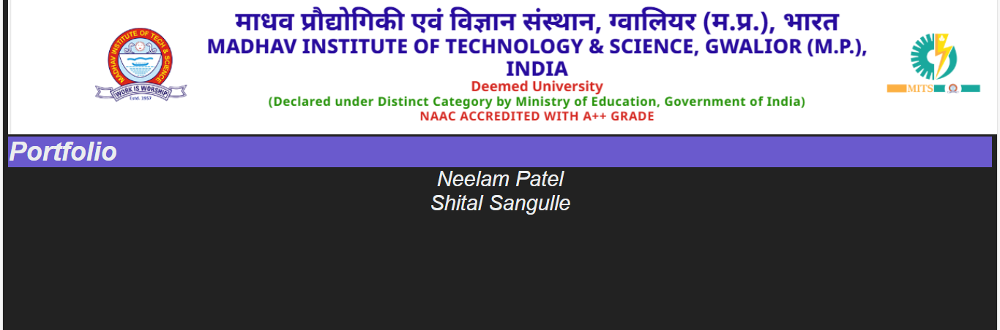 माधव प्रौद्योगिकी एवं विज्ञान संस्थान, ग्वालियर (म.प्र.), भारत
MADHAV INSTITUTE OF TECHNOLOGY & SCIENCE, GWALIOR (M.P.),
INDIA
Deemed University
(Declared under Distinct Category by Ministry of Education, Government of India)
NAAC ACCREDITED WITH A++ GRADE
MADHAV INSTITUTE OF TECH & SCIENCE
WORK IS WORSHIP
Estd. 1957
MITS
Portfolio
Neelam Patel
Shital Sangulle